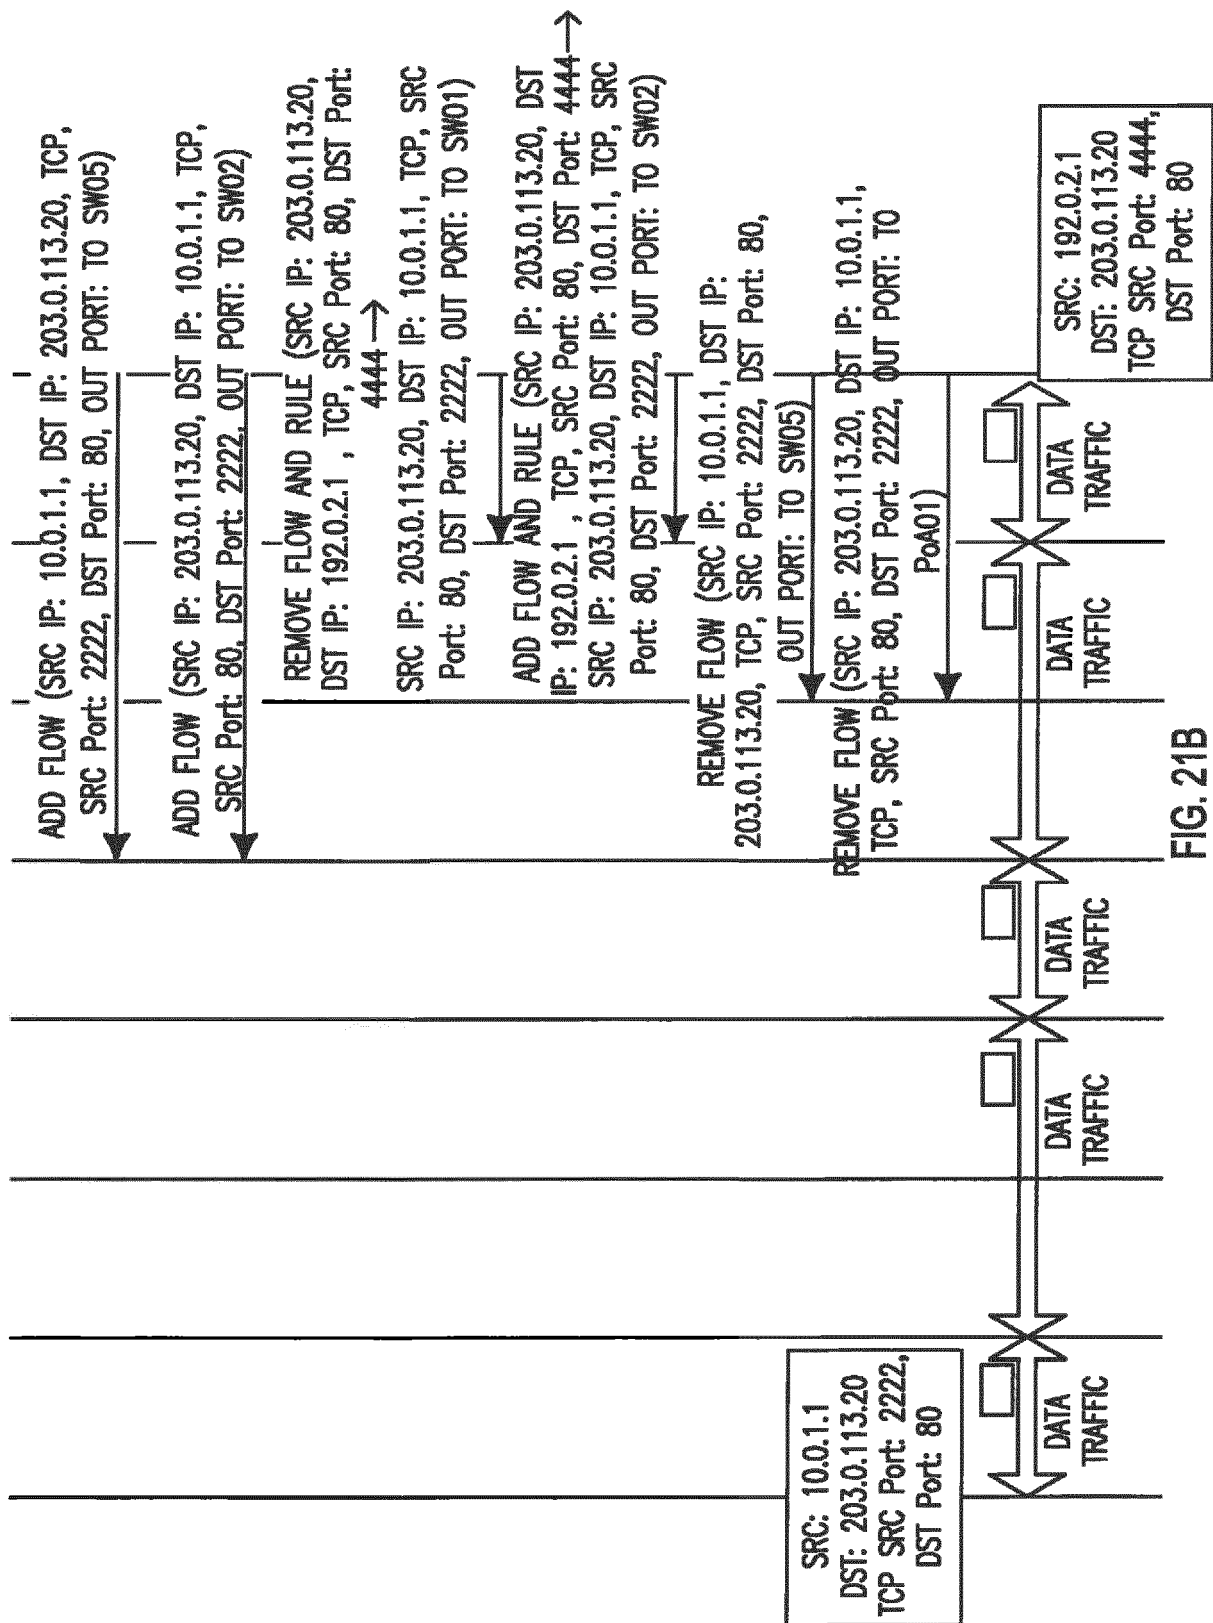 ADD FLOW (SRC IP: 10.0.1.1, DST IP: 203.0.113.20, TCP,
SRC Port: 2222, DST Port: 80, OUT PORT: TO SW05)
ADD FLOW (SRC IP: 203.0.113.20, DST IP: 10.0.1.1, TCP,
SRC Port: 80, DST Port: 2222, OUT PORT: TO SW02)
REMOVE FLOW AND RULE (SRC IP: 203.0.113.20,
DST IP: 192.0.2.1 , TCP, SRC Port: 80, DST Port:
4444 →
SRC IP: 203.0.113.20, DST IP: 10.0.1.1, TCP, SRC
Port: 80, DST Port: 2222, OUT PORT: TO SW01)
ADD FLOW AND RULE (SRC IP: 203.0.113.20, DST
IP: 192.0.2.1 , TCP, SRC Port: 80, DST Port: 4444 →
SRC IP: 203.0.113.20, DST IP: 10.0.1.1, TCP, SRC
Port: 80, DST Port: 2222, OUT PORT: TO SW02)
REMOVE FLOW (SRC IP: 10.0.1.1, DST IP:
203.0.113.20, TCP, SRC Port: 2222, DST Port: 80,
OUT PORT: TO SW05)
REMOVE FLOW (SRC IP: 203.0.113.20, DST IP: 10.0.1.1,
TCP, SRC Port: 80, DST Port: 2222, OUT PORT: TO
PoA01)
SRC: 10.0.1.1
DST: 203.0.113.20
TCP SRC Port: 2222,
DST Port: 80
DATA
TRAFFIC
DATA
TRAFFIC
DATA
TRAFFIC
DATA
TRAFFIC
DATA
TRAFFIC
SRC: 192.0.2.1
DST: 203.0.113.20
TCP SRC Port: 4444,
DST Port: 80
FIG. 21B